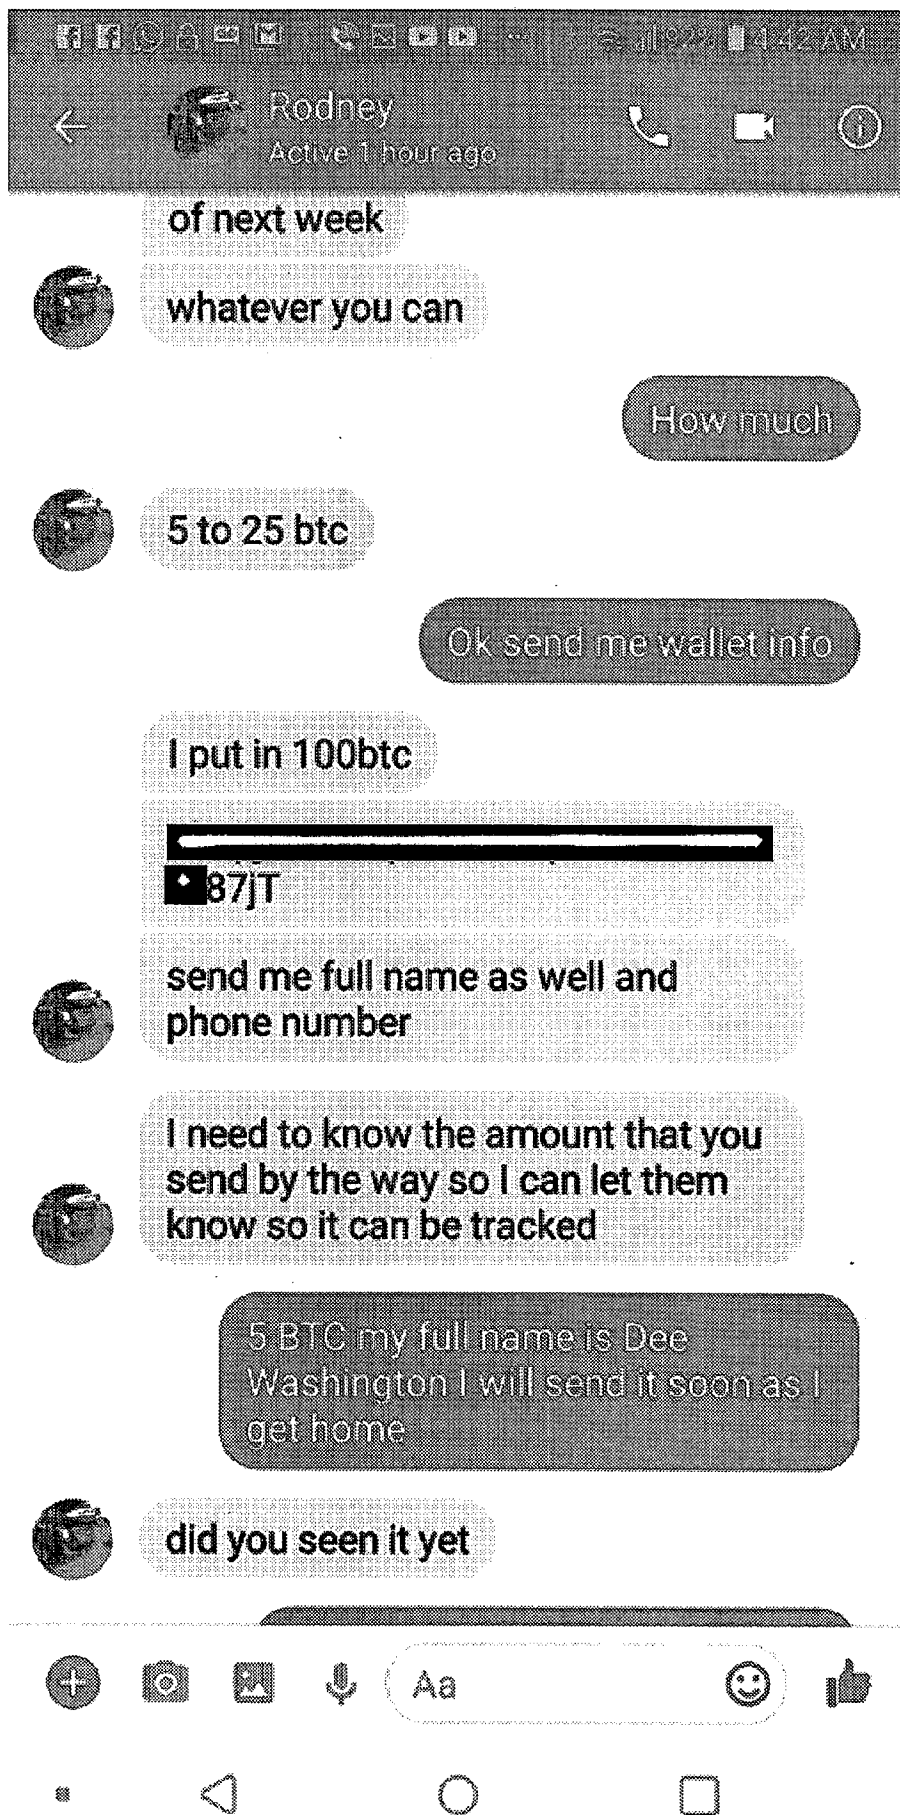 92% 4:42 AM
Rodney
Active 1 hour ago
of next week
whatever you can
How much
5 to 25 btc
Ok send me wallet info
I put in 100btc
87jT
send me full name as well and
phone number
I need to know the amount that you
send by the way so I can let them
know so it can be tracked
5 BTC my full name is Dee
Washington I will send it soon as I
get home
did you seen it yet
Aa